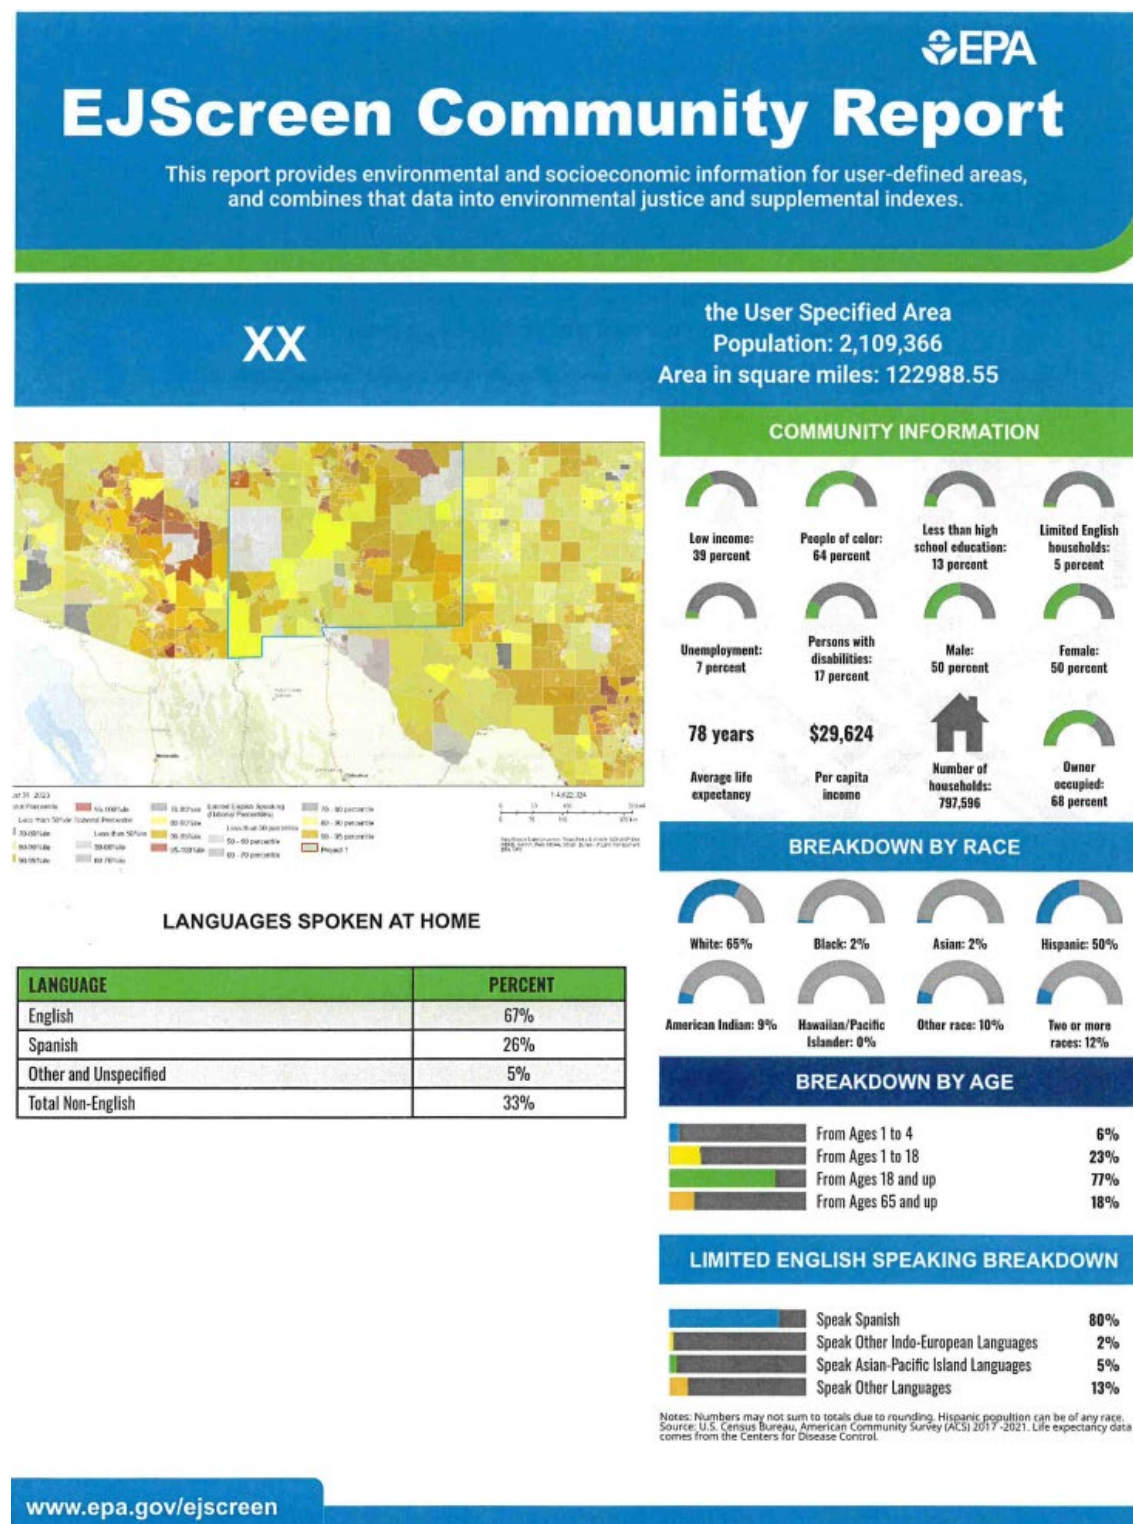 EPA
EJScreen Community Report
This report provides environmental and socioeconomic information for user-defined areas,
and combines that data into environmental justice and supplemental indexes.
XX
the User Specified Area
Population: 2,109,366
Area in square miles: 122988.55
COMMUNITY INFORMATION
Low income:
39 percent
People of color:
64 percent
Less than high
school education:
13 percent
Limited English
households:
5 percent
Unemployment:
7 percent
Persons with
disabilities:
17 percent
Male:
50 percent
Female:
50 percent
78 years
Average life
expectancy
$29,624
Per capita
income
Number of
households:
797,596
Owner
occupied:
68 percent
BREAKDOWN BY RACE
White: 65%
Black: 2%
Asian: 2%
Hispanic: 50%
American Indian: 9%
Hawaiian/Pacific
Islander: 0%
Other race: 10%
Two or more
races: 12%
BREAKDOWN BY AGE
From Ages 1 to 4 6%
From Ages 1 to 18 23%
From Ages 18 and up 77%
From Ages 65 and up 18%
LIMITED ENGLISH SPEAKING BREAKDOWN
Speak Spanish 80%
Speak Other Indo-European Languages 2%
Speak Asian-Pacific Island Languages 5%
Speak Other Languages 13%
Notes: Numbers may not sum to totals due to rounding. Hispanic popultion can be of any race.
Source: U.S. Census Bureau, American Community Survey (ACS) 2017 -2021. Life expectancy data
comes from the Centers for Disease Control.
1:4,622,324
Project 1
LANGUAGES SPOKEN AT HOME
LANGUAGE PERCENT
English 67%
Spanish 26%
Other and Unspecified 5%
Total Non-English 33%
www.epa.gov/ejscreen